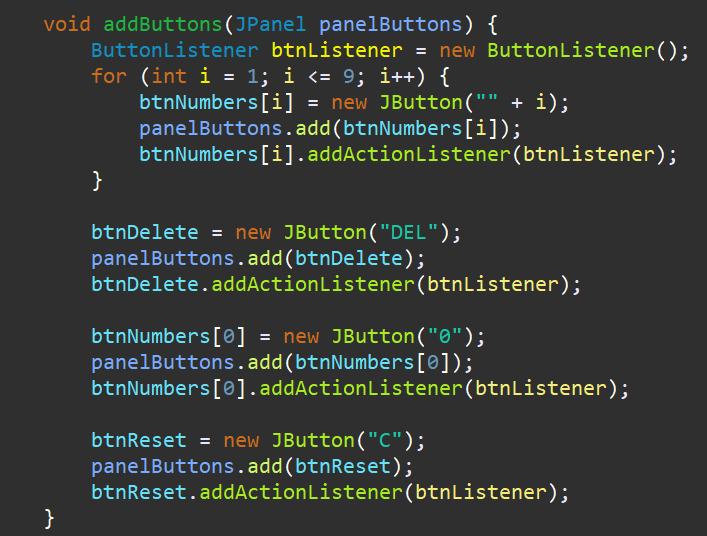 void addButtons(JPanel panelButtons) {
    ButtonListener btnListener = new ButtonListener();
    for (int i = 1; i <= 9; i++) {
        btnNumbers[i] = new JButton("" + i);
        panelButtons.add(btnNumbers[i]);
        btnNumbers[i].addActionListener(btnListener);
    }

    btnDelete = new JButton("DEL");
    panelButtons.add(btnDelete);
    btnDelete.addActionListener(btnListener);

    btnNumbers[0] = new JButton("0");
    panelButtons.add(btnNumbers[0]);
    btnNumbers[0].addActionListener(btnListener);

    btnReset = new JButton("C");
    panelButtons.add(btnReset);
    btnReset.addActionListener(btnListener);
}